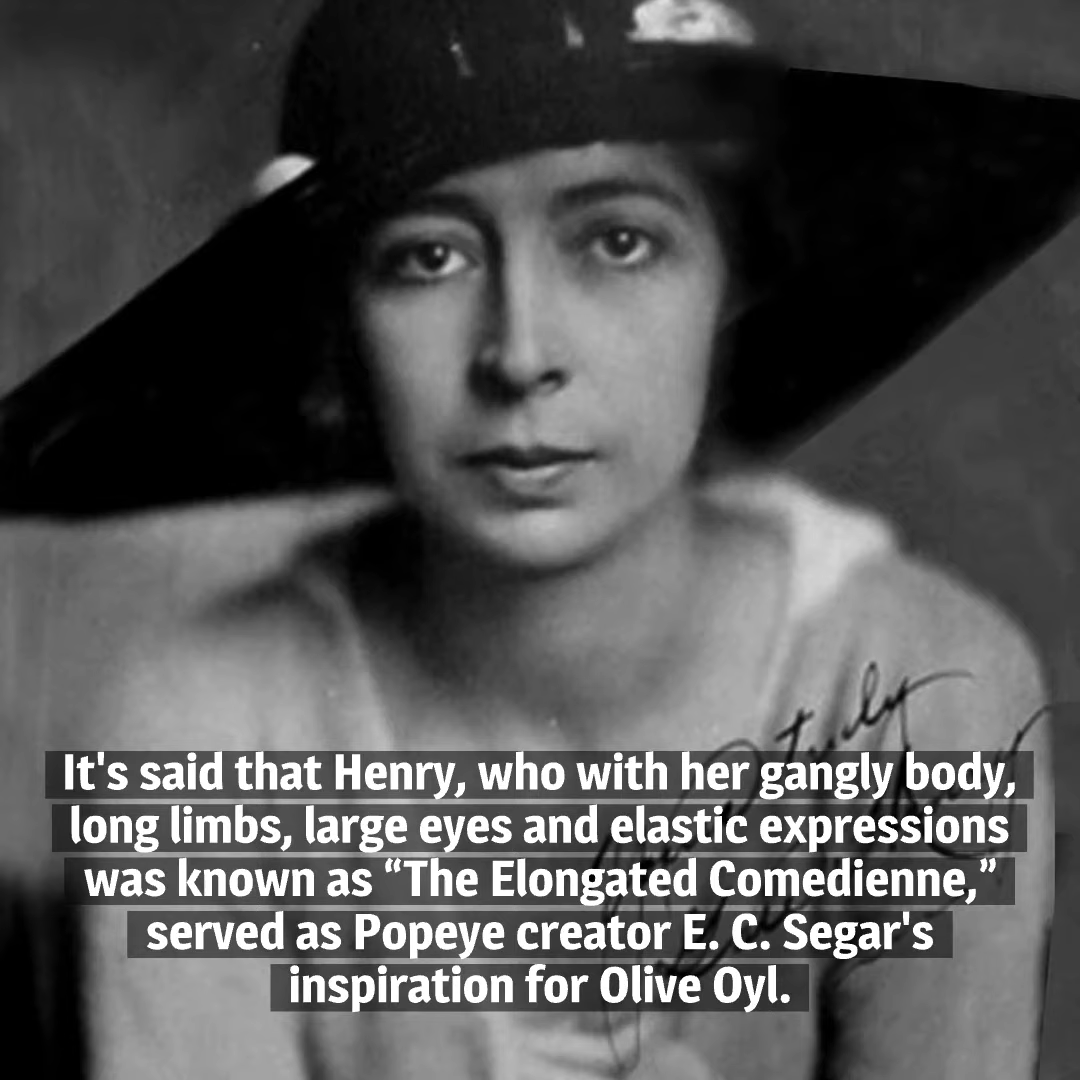 It's said that Henry, who with her gangly body,
long limbs, large eyes and elastic expressions
was known as “The Elongated Comedienne,”
served as Popeye creator E. C. Segar's
inspiration for Olive Oyl.
truly